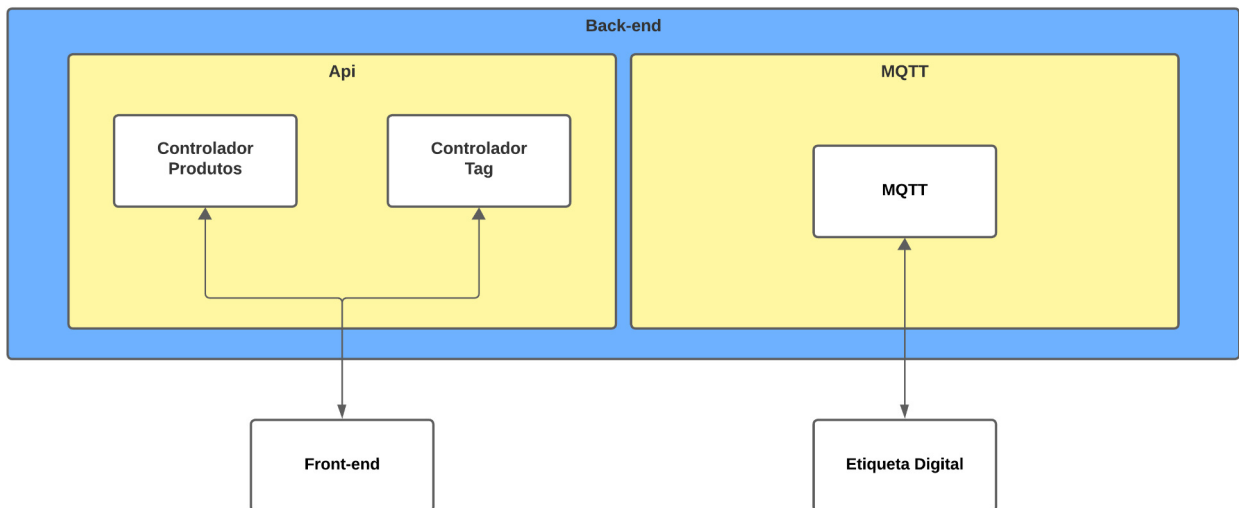 Back-end
Api
MQTT
Controlador
Produtos
Controlador
Tag
MQTT
Front-end
Etiqueta Digital